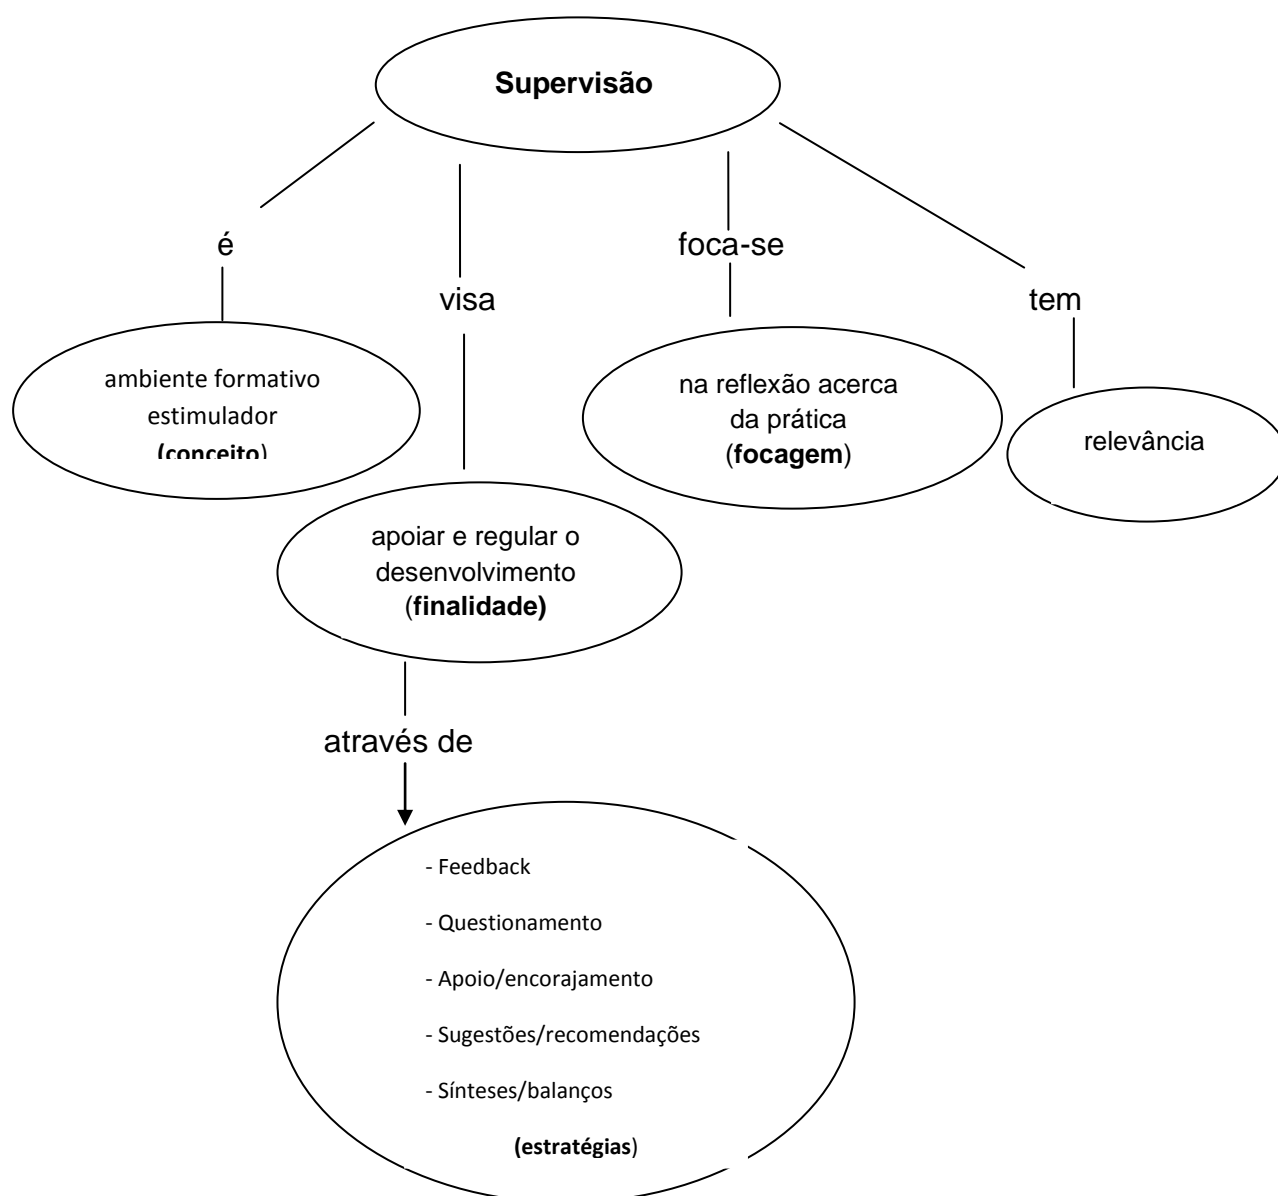 Supervisão
é
visa
foca-se
tem
ambiente formativo
estimulador
(conceito)
na reflexão acerca
da prática
(focagem)
relevância
apoiar e regular o
desenvolvimento
(finalidade)
através de
- Feedback
- Questionamento
- Apoio/encorajamento
- Sugestões/recomendações
- Sínteses/balanços
(estratégias)